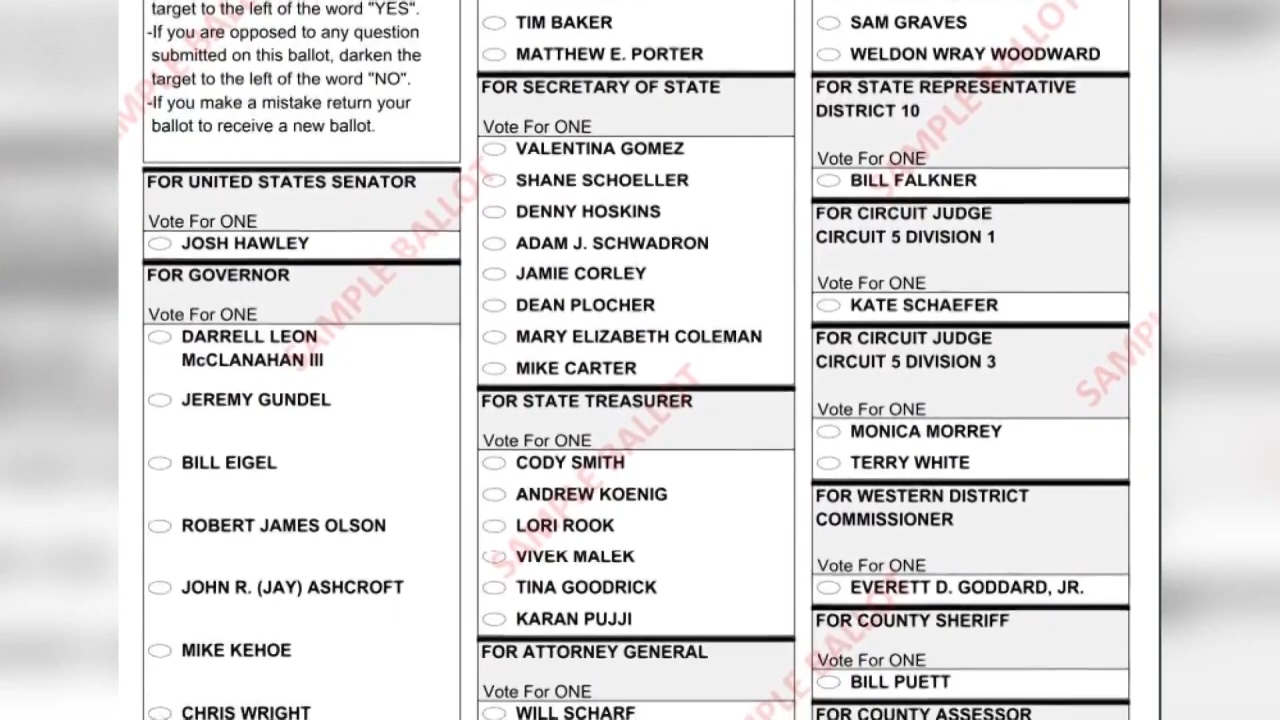 target to the left of the word "YES".
-If you are opposed to any question
submitted on this ballot, darken the
target to the left of the word "NO".
-If you make a mistake return your
ballot to receive a new ballot.
FOR UNITED STATES SENATOR
Vote For ONE
JOSH HAWLEY
FOR GOVERNOR
Vote For ONE
DARRELL LEON
McCLANAHAN III
JEREMY GUNDEL
BILL EIGEL
ROBERT JAMES OLSON
JOHN R. (JAY) ASHCROFT
MIKE KEHOE
CHRIS WRIGHT
TIM BAKER
MATTHEW E. PORTER
FOR SECRETARY OF STATE
Vote For ONE
VALENTINA GOMEZ
SHANE SCHOELLER
DENNY HOSKINS
ADAM J. SCHWADRON
JAMIE CORLEY
DEAN PLOCHER
MARY ELIZABETH COLEMAN
MIKE CARTER
FOR STATE TREASURER
Vote For ONE
CODY SMITH
ANDREW KOENIG
LORI ROOK
VIVEK MALEK
TINA GOODRICK
KARAN PUJJI
FOR ATTORNEY GENERAL
Vote For ONE
WILL SCHARF
SAM GRAVES
WELDON WRAY WOODWARD
FOR STATE REPRESENTATIVE
DISTRICT 10
Vote For ONE
BILL FALKNER
FOR CIRCUIT JUDGE
CIRCUIT 5 DIVISION 1
Vote For ONE
KATE SCHAEFER
FOR CIRCUIT JUDGE
CIRCUIT 5 DIVISION 3
Vote For ONE
MONICA MORREY
TERRY WHITE
FOR WESTERN DISTRICT
COMMISSIONER
Vote For ONE
EVERETT D. GODDARD, JR.
FOR COUNTY SHERIFF
Vote For ONE
BILL PUETT
FOR COUNTY ASSESSOR
SAMPLE BALLOT
SAMPLE BALLOT
SAMPLE BALLOT